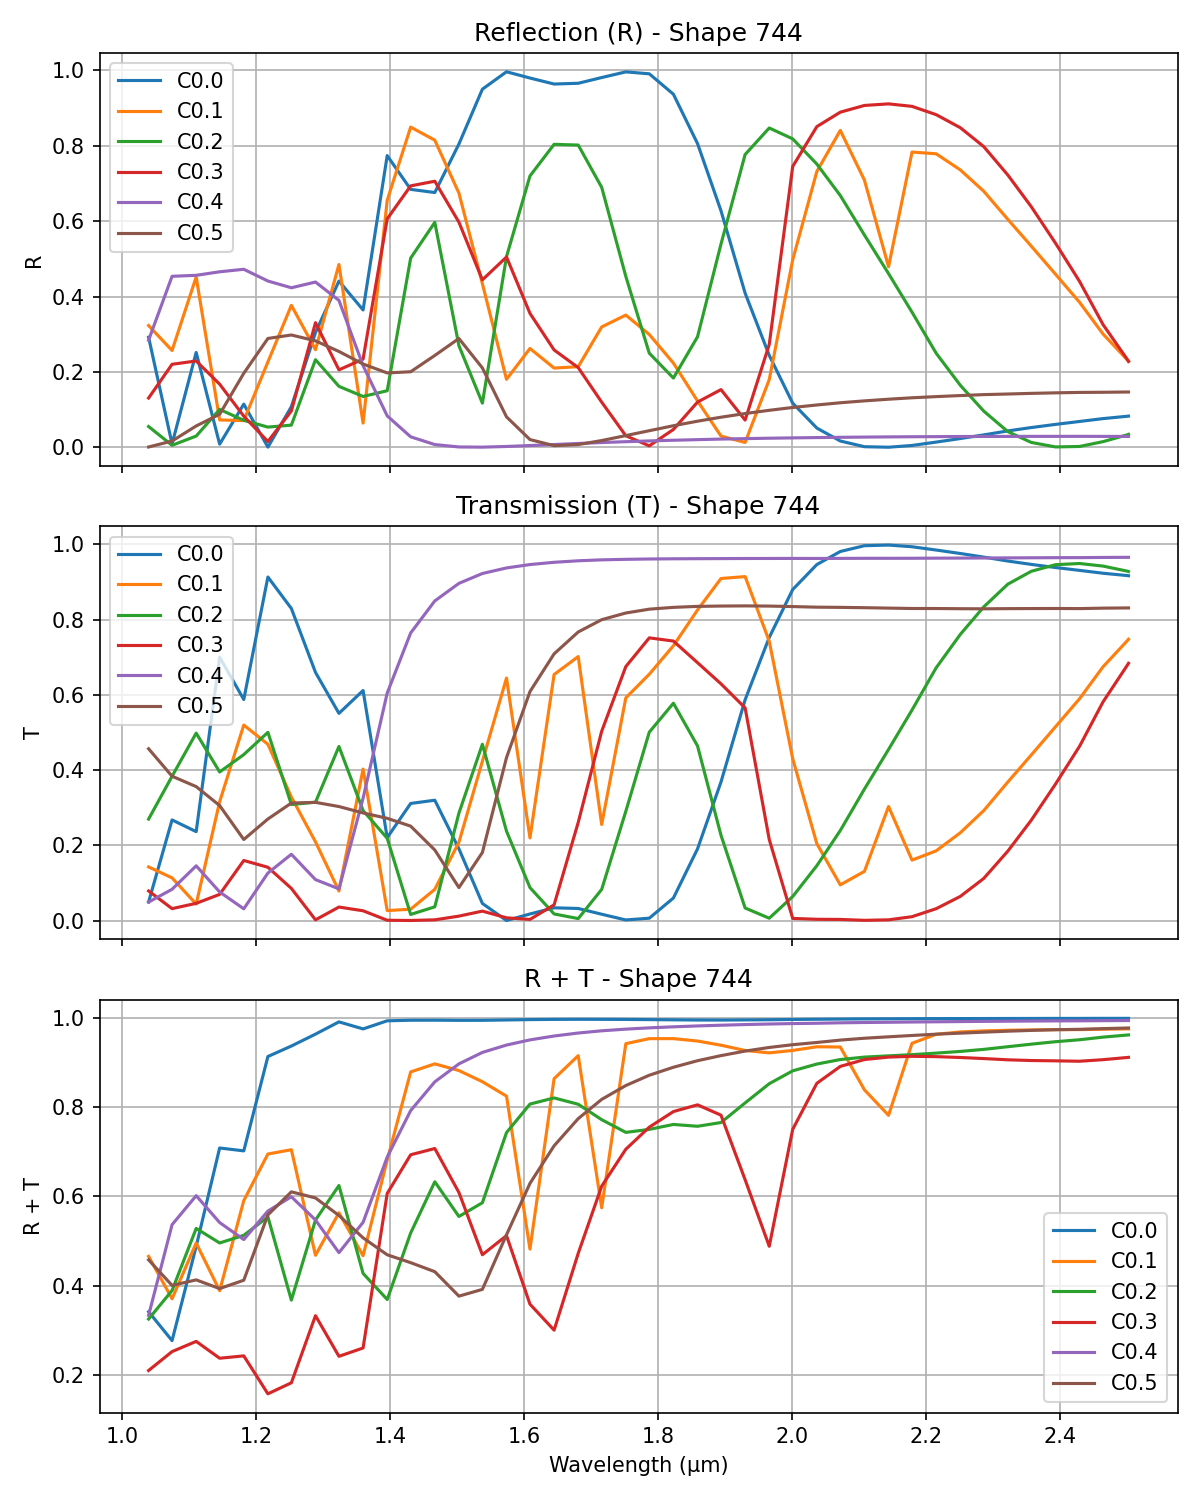 Reflection (R) - Shape 744
1.0
0.8
0.6
0.4
0.2
0.0
R
C0.0
C0.1
C0.2
C0.3
C0.4
C0.5
Transmission (T) - Shape 744
1.0
0.8
0.6
0.4
0.2
0.0
T
C0.0
C0.1
C0.2
C0.3
C0.4
C0.5
R + T - Shape 744
1.0
0.8
0.6
0.4
0.2
R + T
C0.0
C0.1
C0.2
C0.3
C0.4
C0.5
1.0 1.2 1.4 1.6 1.8 2.0 2.2 2.4
Wavelength (μm)